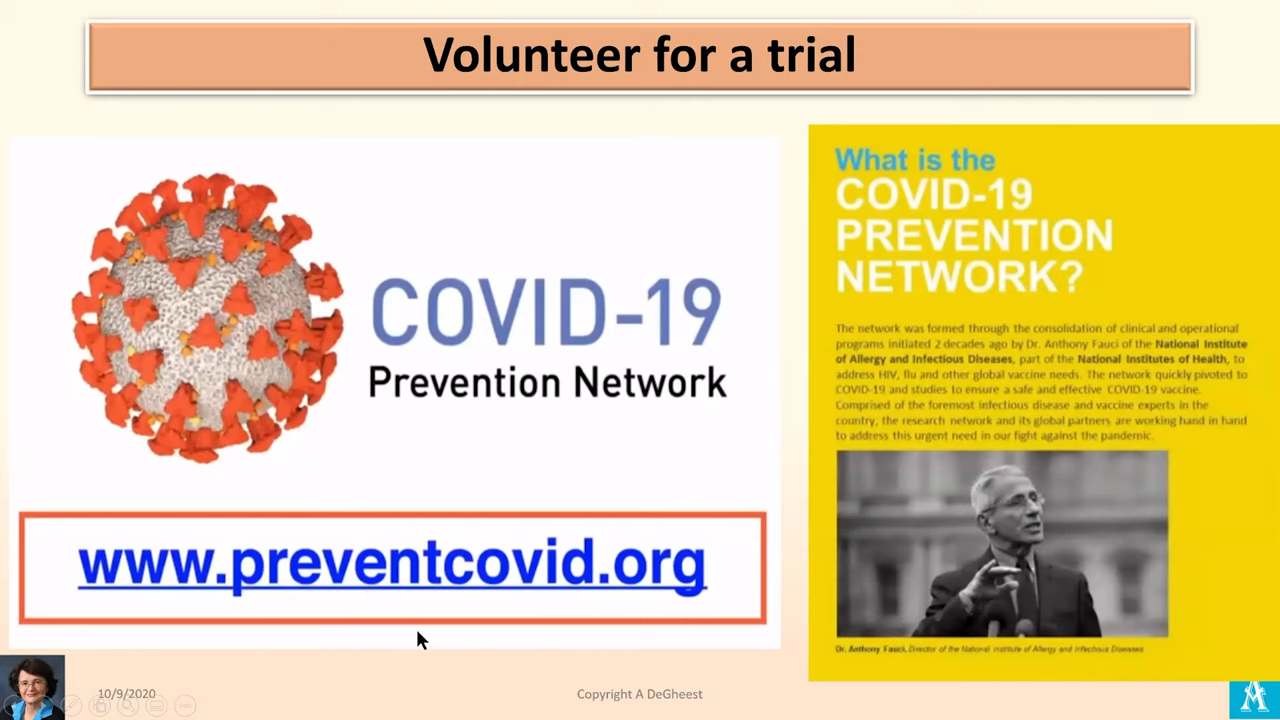 Volunteer for a trial
COVID-19
Prevention Network
www.preventcovid.org
What is the
COVID-19
PREVENTION
NETWORK?
The network was formed through the consolidation of clinical and operational
programs initiated 2 decades ago by Dr. Anthony Fauci of the National Institute
of Allergy and Infectious Diseases, part of the National Institutes of Health, to
address HIV, flu and other global vaccine needs. The network quickly pivoted to
COVID-19 and studies to ensure a safe and effective COVID-19 vaccine.
Comprised of the foremost infectious disease and vaccine experts in the
country, the research network and its global partners are working hand in hand
to address this urgent need in our fight against the pandemic.
Dr. Anthony Fauci, Director of the National Institute of Allergy and Infectious Diseases
10/9/2020
Copyright A DeGheest
A